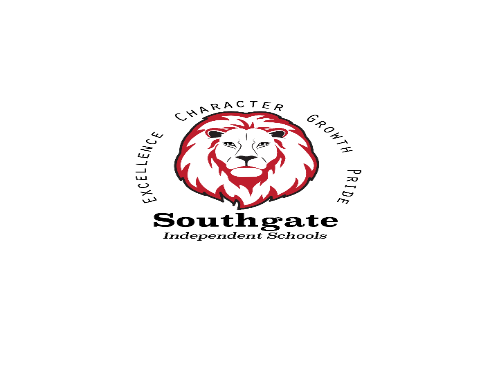 Excellence Character Growth Pride
Southgate
Independent Schools